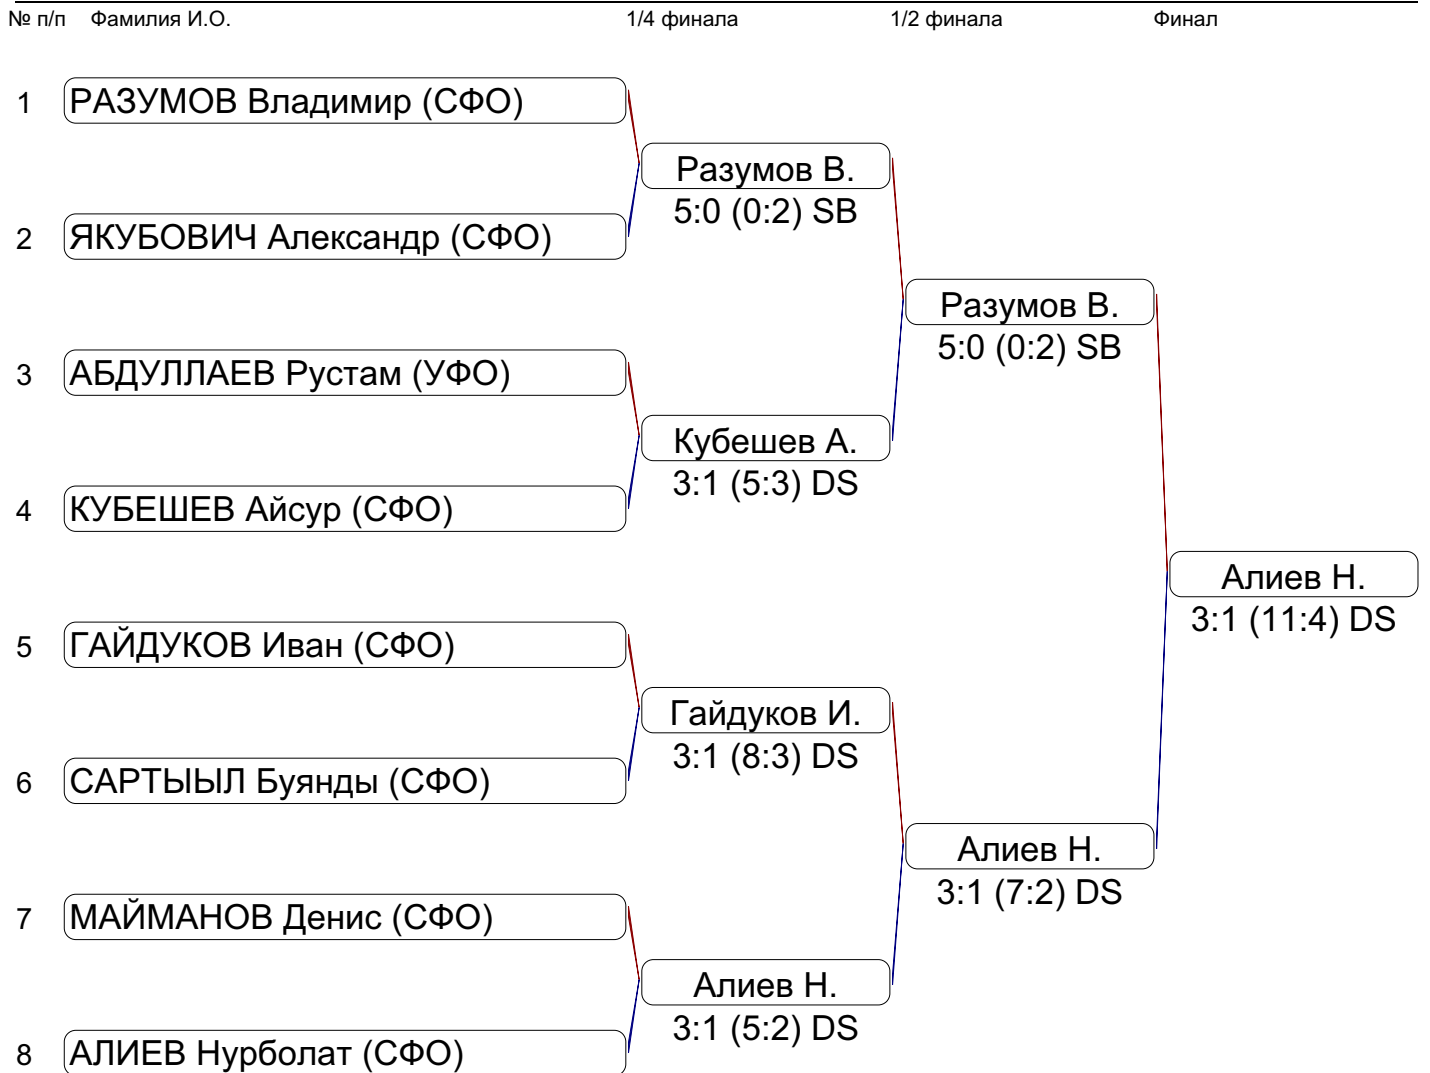 № п/п Фамилия И.О. 1/4 финала 1/2 финала Финал
1 РАЗУМОВ Владимир (СФО)
Разумов В.
5:0 (0:2) SB
2 ЯКУБОВИЧ Александр (СФО)
Разумов В.
5:0 (0:2) SB
3 АБДУЛЛАЕВ Рустам (УФО)
Кубешев А.
3:1 (5:3) DS
4 КУБЕШЕВ Айсур (СФО)
Алиев Н.
3:1 (11:4) DS
5 ГАЙДУКОВ Иван (СФО)
Гайдуков И.
3:1 (8:3) DS
6 САРТЫЫЛ Буянды (СФО)
Алиев Н.
3:1 (7:2) DS
7 МАЙМАНОВ Денис (СФО)
Алиев Н.
3:1 (5:2) DS
8 АЛИЕВ Нурболат (СФО)